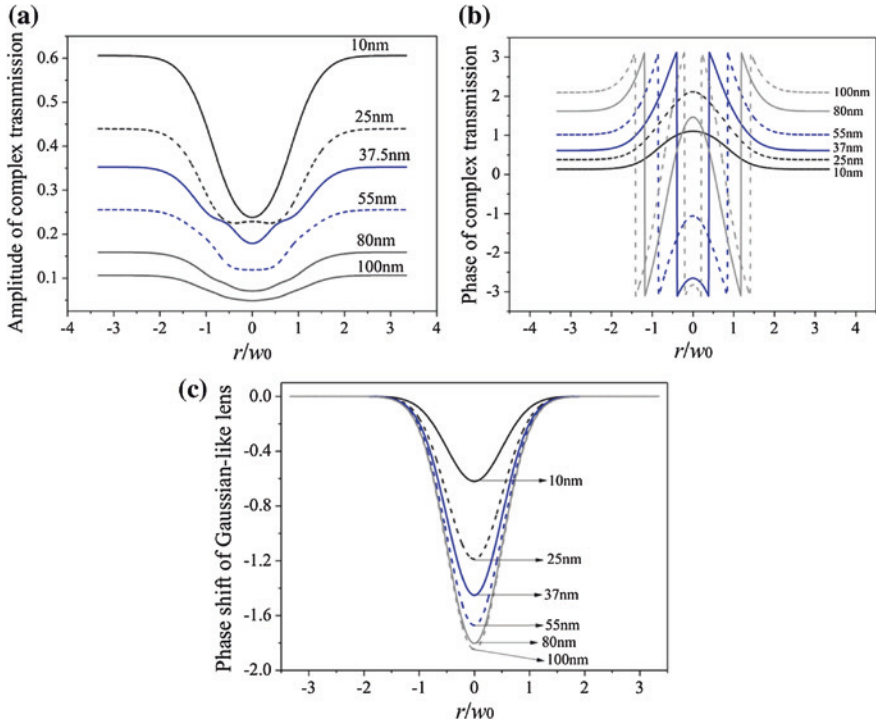 (a)
Amplitude of complex trasnmission
0.6
0.5
0.4
0.3
0.2
0.1
10nm
25nm
37.5nm
55nm
80nm
100nm
-4 -3 -2 -1 0 1 2 3 4
r/w0
(b)
Phase of complex transmission
3
2
1
0
-1
-2
-3
100nm
80nm
55nm
37nm
25nm
10nm
-4 -3 -2 -1 0 1 2 3 4
r/w0
(c)
Phase shift of Gaussian-like lens
0.0
-0.4
-0.8
-1.2
-1.6
-2.0
10nm
25nm
37nm
55nm
80nm
100nm
-3 -2 -1 0 1 2 3
r/w0